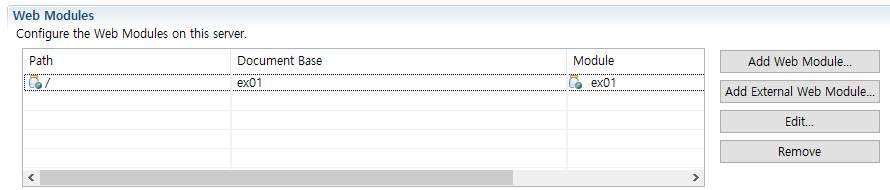 Web Modules
Configure the Web Modules on this server.
Path Document Base Module
/ ex01 ex01
Add Web Module...
Add External Web Module...
Edit...
Remove